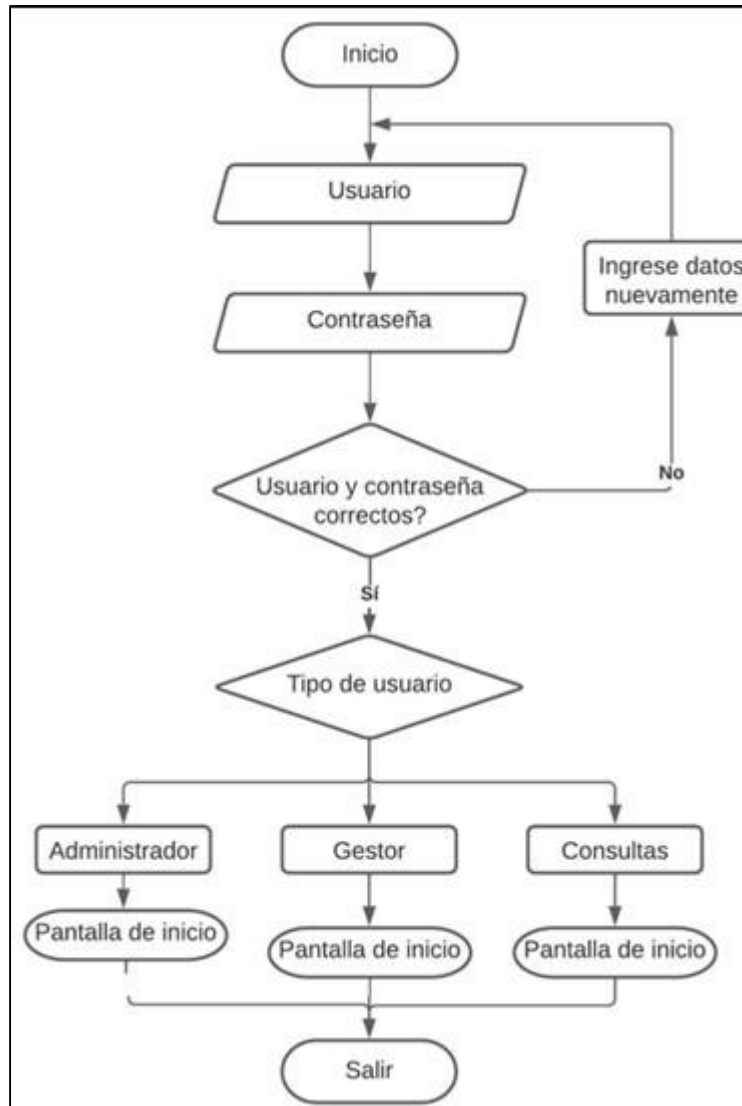 Inicio
Usuario
Ingrese datos
nuevamente
Contraseña
Usuario y contraseña
correctos?
No
Sí
Tipo de usuario
Administrador
Gestor
Consultas
Pantalla de inicio
Pantalla de inicio
Pantalla de inicio
Salir